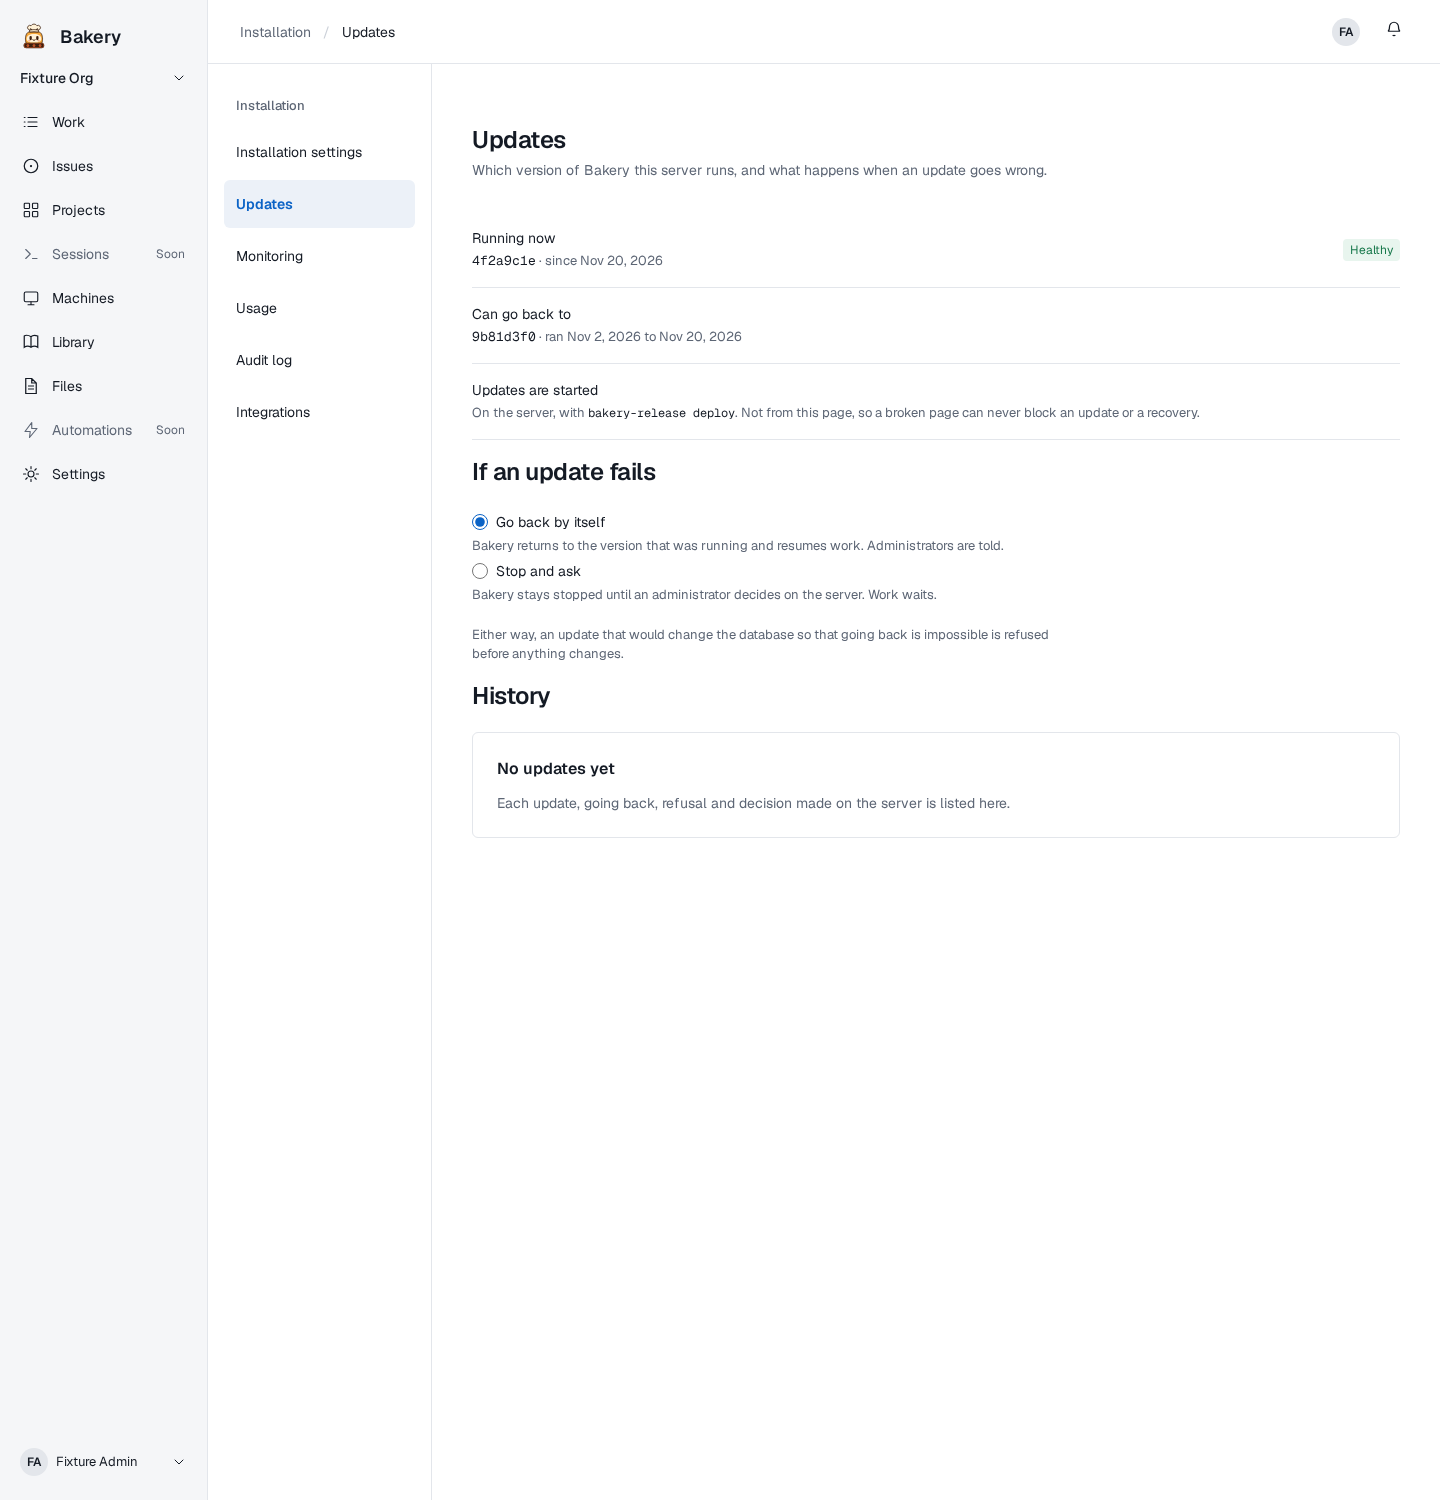 Bakery
Fixture Org
Work
Issues
Projects
Sessions Soon
Machines
Library
Files
Automations Soon
Settings
FA Fixture Admin
Installation / Updates
FA
Installation
Installation settings
Updates
Monitoring
Usage
Audit log
Integrations
Updates
Which version of Bakery this server runs, and what happens when an update goes wrong.
Running now
4f2a9c1e · since Nov 20, 2026
Healthy
Can go back to
9b81d3f0 · ran Nov 2, 2026 to Nov 20, 2026
Updates are started
On the server, with bakery-release deploy. Not from this page, so a broken page can never block an update or a recovery.
If an update fails
Go back by itself
Bakery returns to the version that was running and resumes work. Administrators are told.
Stop and ask
Bakery stays stopped until an administrator decides on the server. Work waits.
Either way, an update that would change the database so that going back is impossible is refused
before anything changes.
History
No updates yet
Each update, going back, refusal and decision made on the server is listed here.